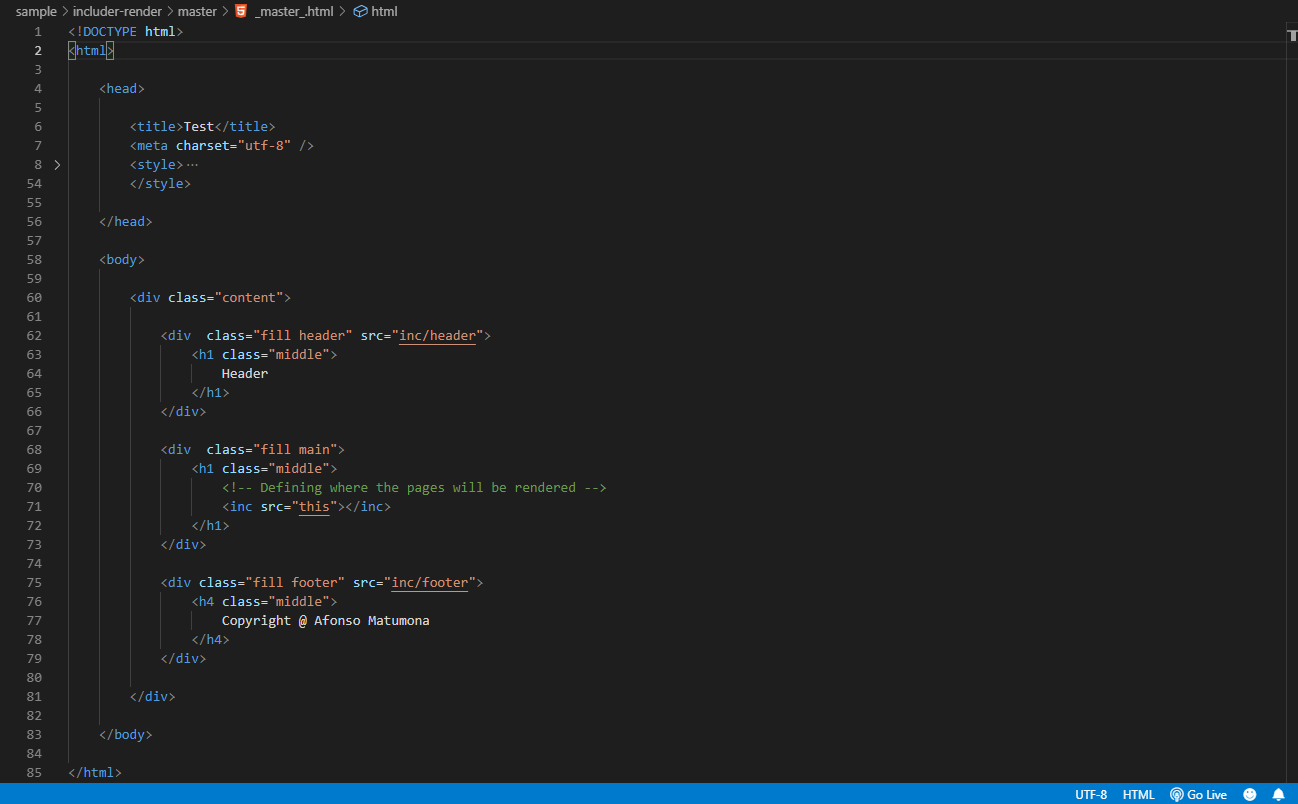 sample > includer-render > master > _master_.html > html
1 <!DOCTYPE html>
2 <html>
3
4 <head>
5
6 <title>Test</title>
7 <meta charset="utf-8" />
8 <style>···
54 </style>
55
56 </head>
57
58 <body>
59
60 <div class="content">
61
62 <div  class="fill header" src="inc/header">
63 <h1 class="middle">
64 Header
65 </h1>
66 </div>
67
68 <div  class="fill main">
69 <h1 class="middle">
70 <!-- Defining where the pages will be rendered -->
71 <inc src="this"></inc>
72 </h1>
73 </div>
74
75 <div class="fill footer" src="inc/footer">
76 <h4 class="middle">
77 Copyright @ Afonso Matumona
78 </h4>
79 </div>
80
81 </div>
82
83 </body>
84
85 </html>
UTF-8 HTML Go Live